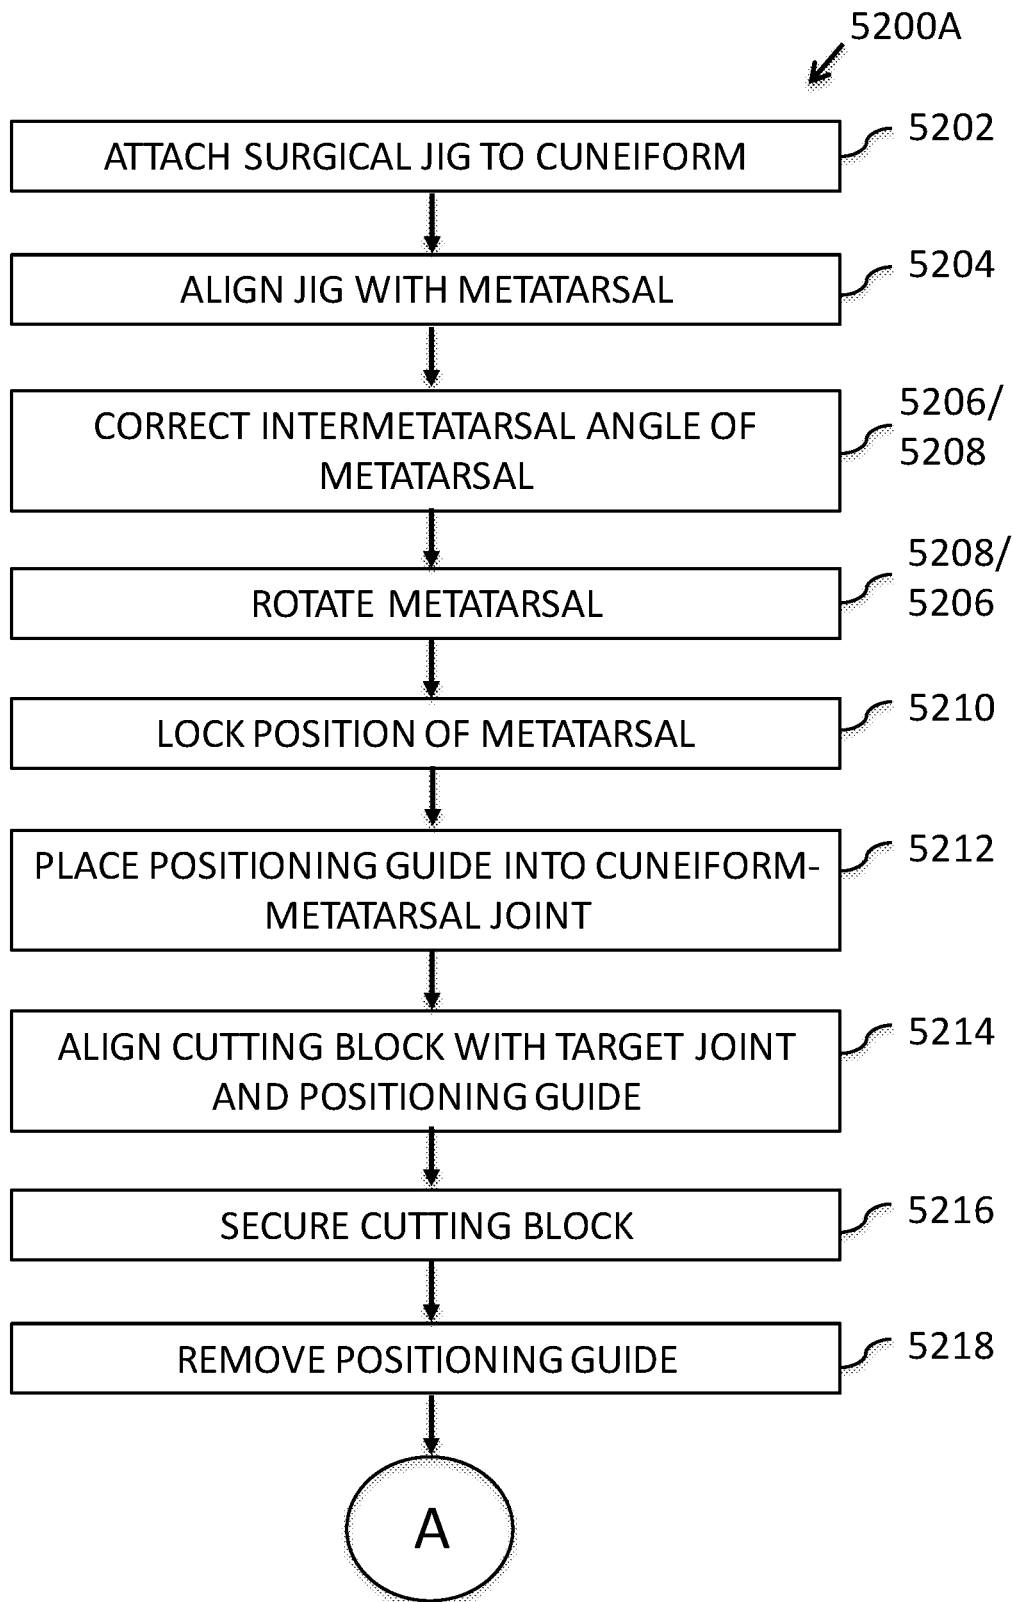 5200A
ATTACH SURGICAL JIG TO CUNEIFORM
5202
ALIGN JIG WITH METATARSAL
5204
CORRECT INTERMETATARSAL ANGLE OF
METATARSAL
5206/
5208
ROTATE METATARSAL
5208/
5206
LOCK POSITION OF METATARSAL
5210
PLACE POSITIONING GUIDE INTO CUNEIFORM-
METATARSAL JOINT
5212
ALIGN CUTTING BLOCK WITH TARGET JOINT
AND POSITIONING GUIDE
5214
SECURE CUTTING BLOCK
5216
REMOVE POSITIONING GUIDE
5218
A